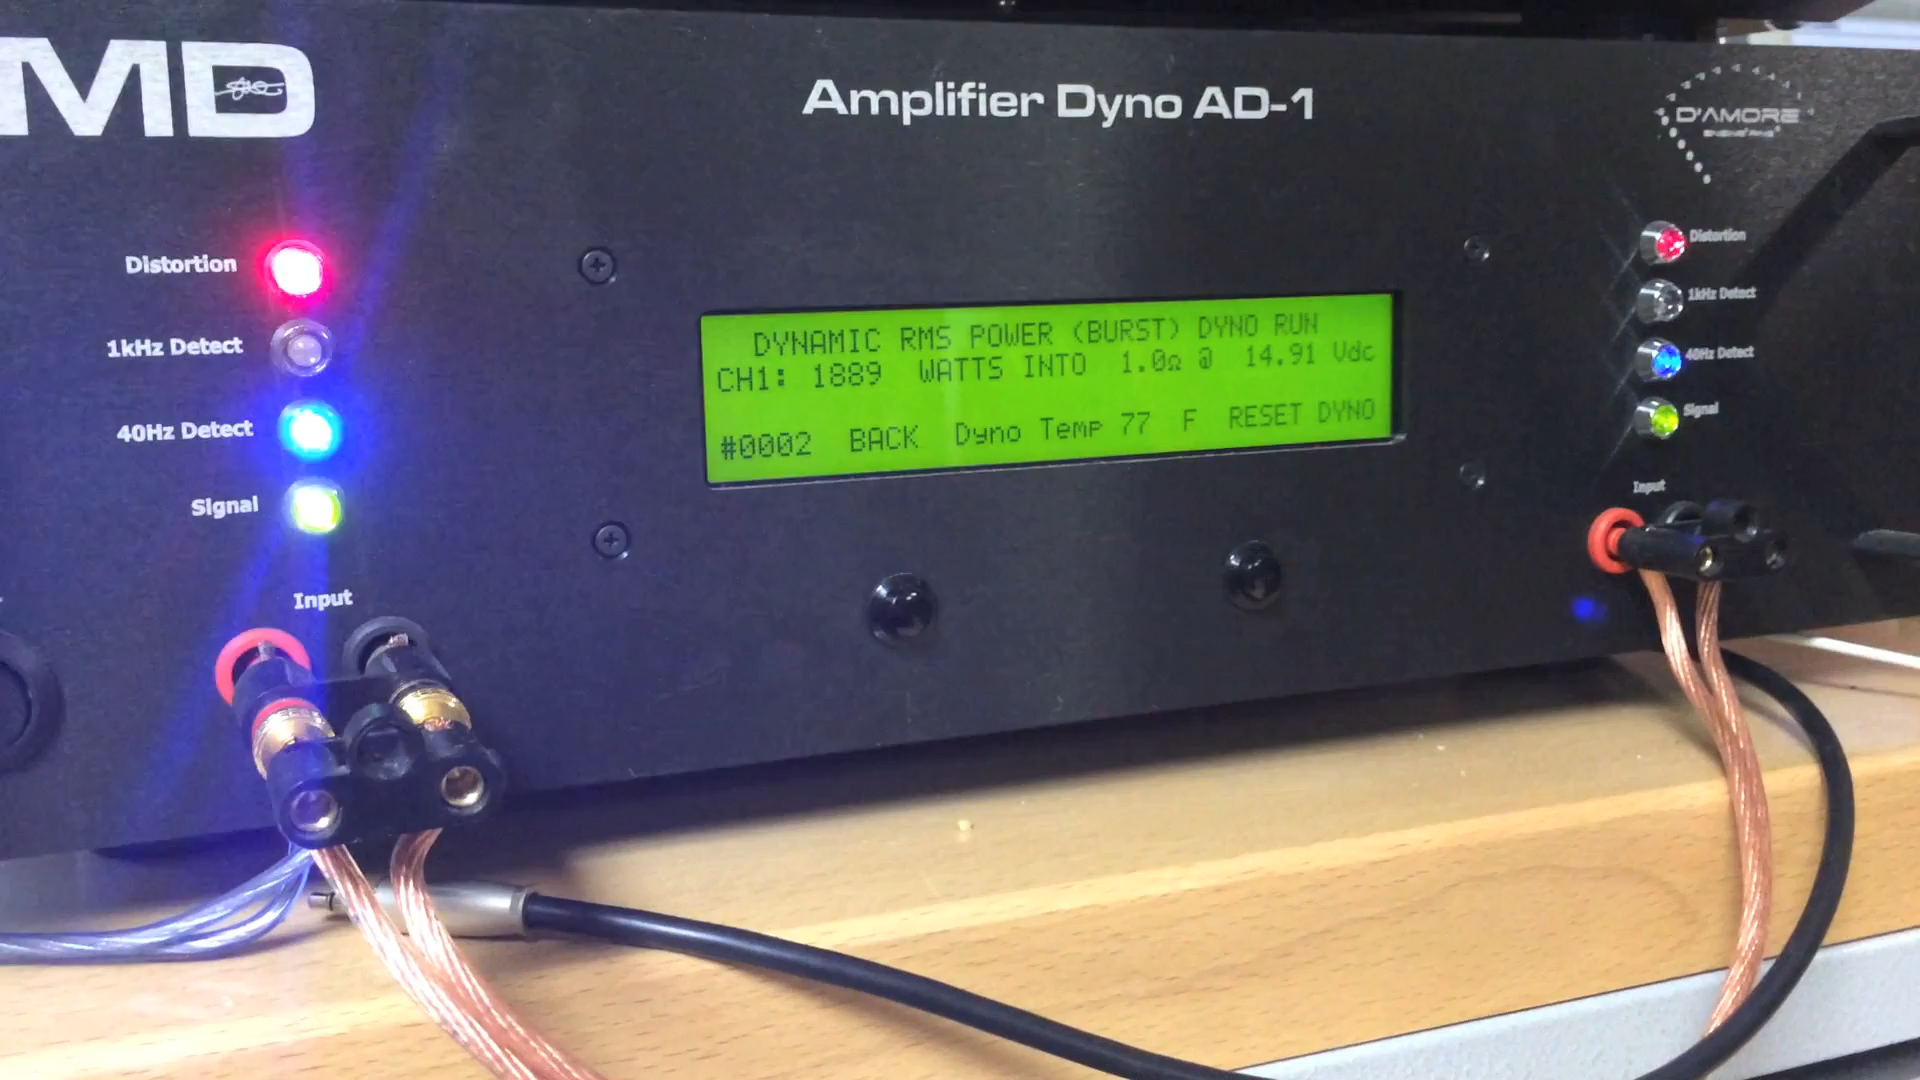 MD
Amplifier Dyno AD-1
D'AMORE
Distortion
1kHz Detect
40Hz Detect
Signal
Input
DYNAMIC RMS POWER (BURST) DYNO RUN
CH1: 1889 WATTS INTO 1.0Ω @ 14.91 Vdc
#0002 BACK Dyno Temp 77 F RESET DYNO
Distortion
1kHz Detect
40Hz Detect
Signal
Input